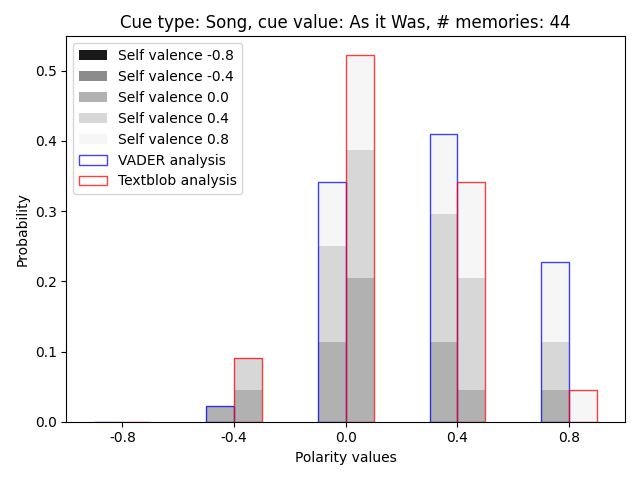 Cue type: Song, cue value: As it Was, # memories: 44
Self valence -0.8
Self valence -0.4
Self valence 0.0
Self valence 0.4
Self valence 0.8
VADER analysis
Textblob analysis
Probability
0.5
0.4
0.3
0.2
0.1
0.0
-0.8
-0.4
0.0
0.4
0.8
Polarity values